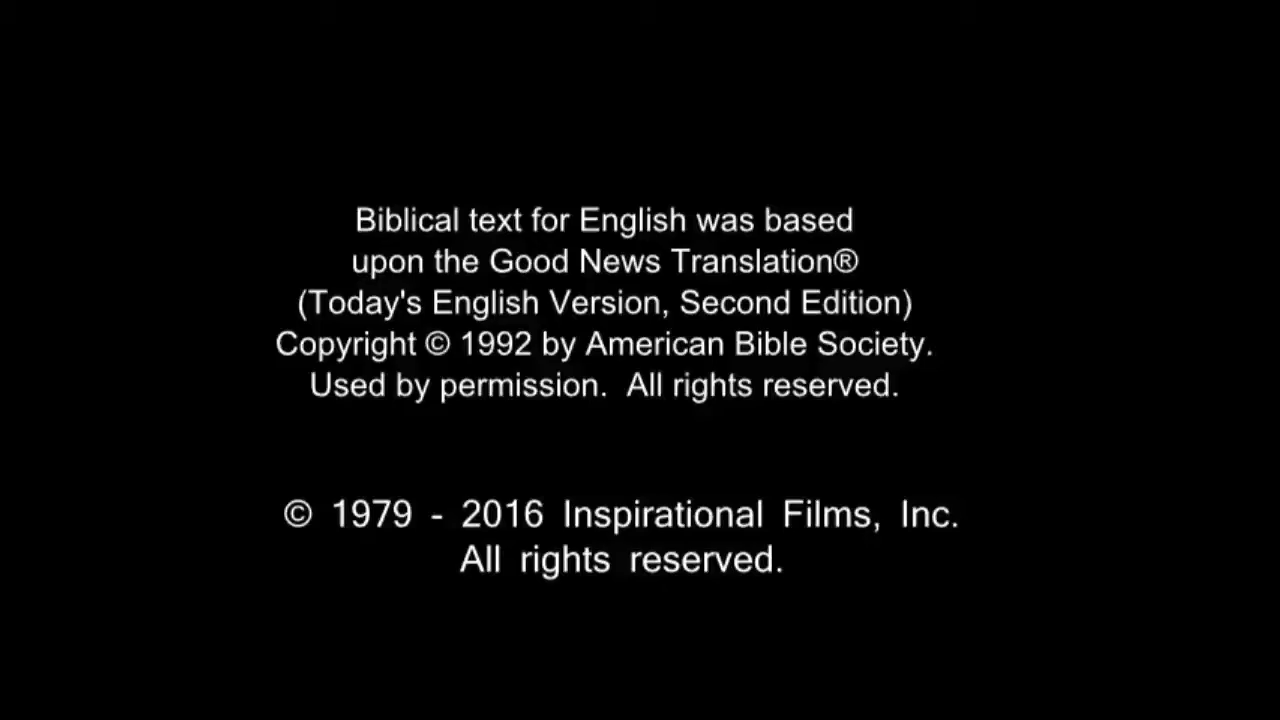 Biblical text for English was based
upon the Good News Translation®
(Today's English Version, Second Edition)
Copyright © 1992 by American Bible Society.
Used by permission. All rights reserved.
© 1979 - 2016 Inspirational Films, Inc.
All rights reserved.